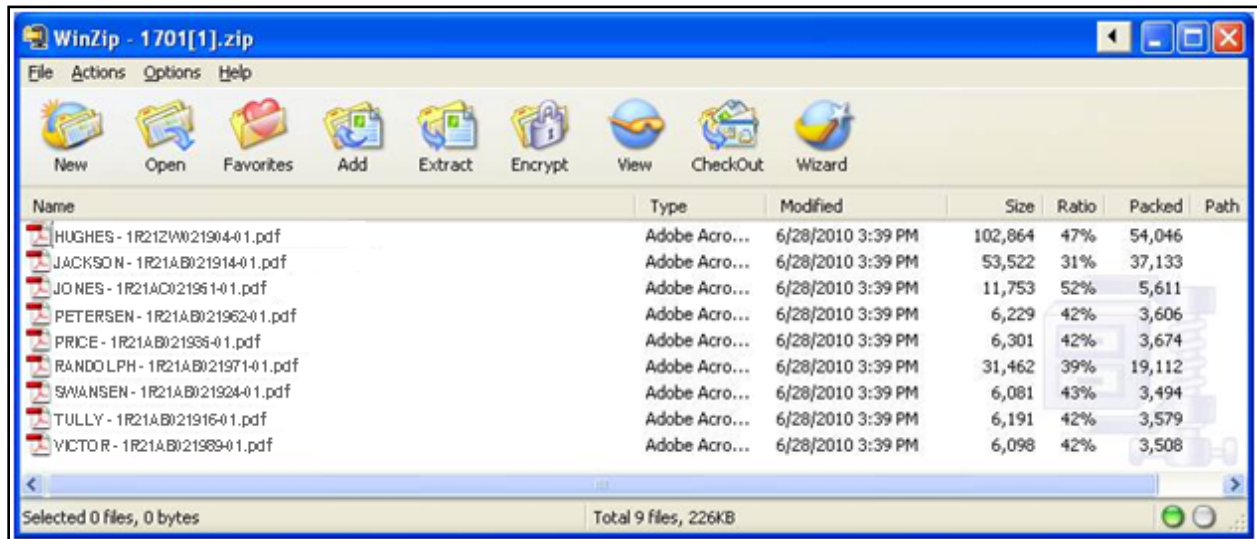 WinZip - 1701[1].zip
File Actions Options Help
New Open Favorites Add Extract Encrypt View CheckOut Wizard
Name Type Modified Size Ratio Packed Path
HUGHES - 1R21ZW021904-01.pdf Adobe Acro... 6/28/2010 3:39 PM 102,864 47% 54,046
JACKSON - 1R21AB021914-01.pdf Adobe Acro... 6/28/2010 3:39 PM 53,522 31% 37,133
JONES - 1R21AC021961-01.pdf Adobe Acro... 6/28/2010 3:39 PM 11,753 52% 5,611
PETERSEN - 1R21AB021962-01.pdf Adobe Acro... 6/28/2010 3:39 PM 6,229 42% 3,606
PRICE - 1R21AB021936-01.pdf Adobe Acro... 6/28/2010 3:39 PM 6,301 42% 3,674
RANDOLPH - 1R21AB021971-01.pdf Adobe Acro... 6/28/2010 3:39 PM 31,462 39% 19,112
SWANSEN - 1R21AB021924-01.pdf Adobe Acro... 6/28/2010 3:39 PM 6,081 43% 3,494
TULLY - 1R21AB021916-01.pdf Adobe Acro... 6/28/2010 3:39 PM 6,191 42% 3,579
VICTOR - 1R21AB021989-01.pdf Adobe Acro... 6/28/2010 3:39 PM 6,098 42% 3,508
Selected 0 files, 0 bytes Total 9 files, 226KB